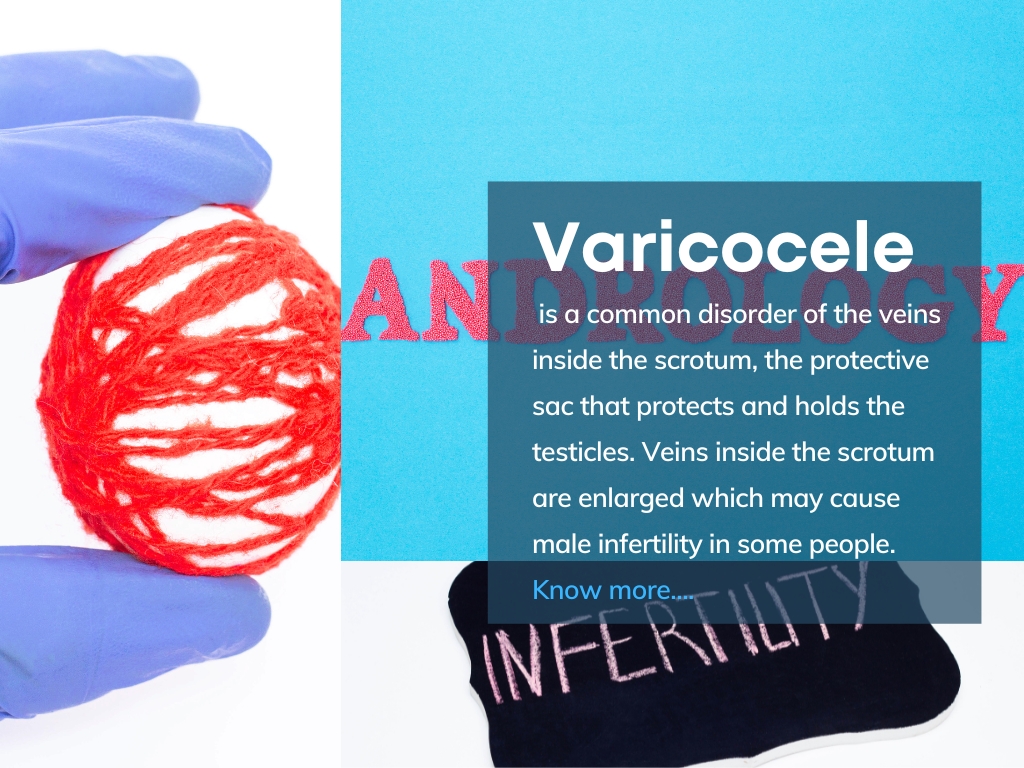 ANDROLOGY
Varicocele
is a common disorder of the veins
inside the scrotum, the protective
sac that protects and holds the
testicles. Veins inside the scrotum
are enlarged which may cause
male infertility in some people.
Know more....
INFERTILITY